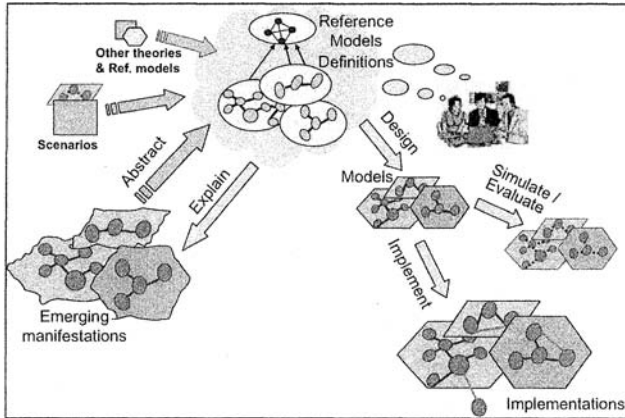 Reference
Models
Definitions
Other theories
& Ref. models
Scenarios
Abstract
Explain
Design
Models
Simulate /
Evaluate
Implement
Emerging
manifestations
Implementations